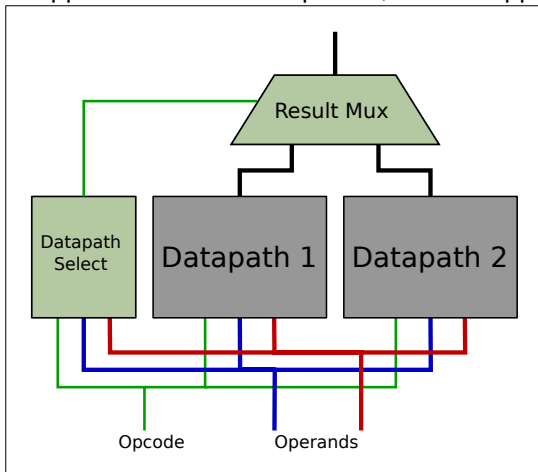 Result Mux
Datapath
Select
Datapath 1
Datapath 2
Opcode
Operands